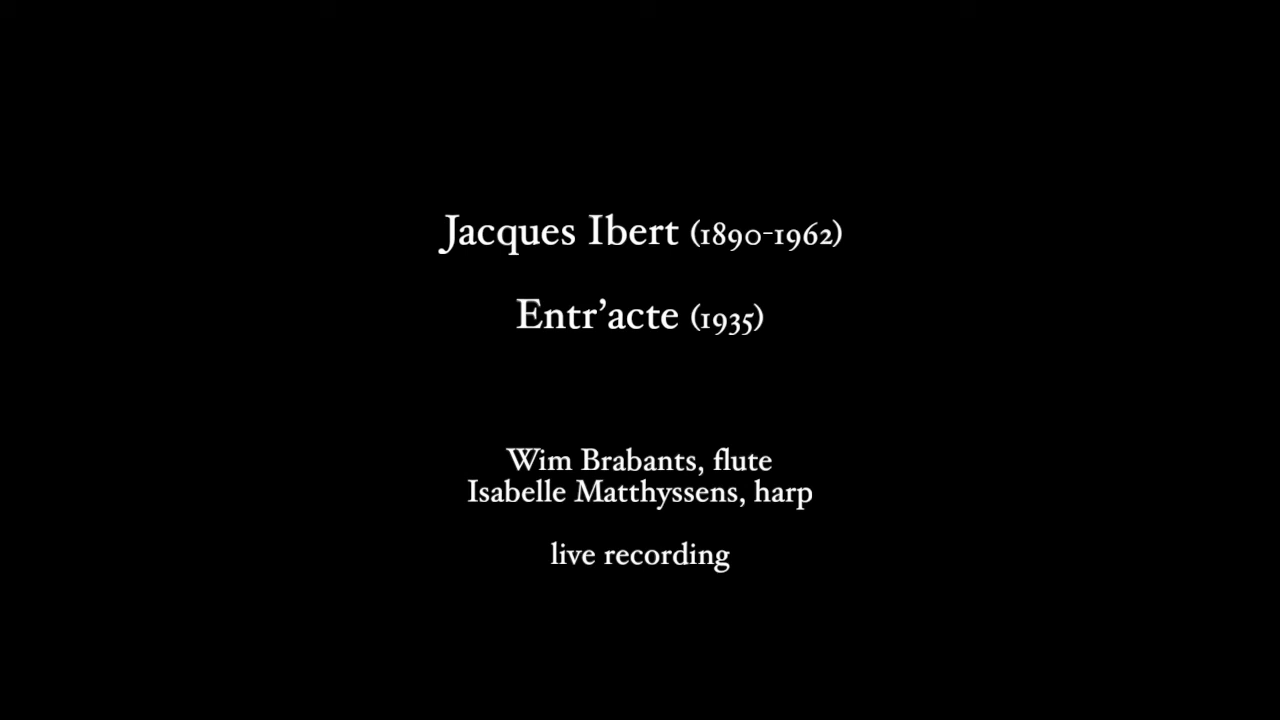 Jacques Ibert (1890-1962)
Entr’acte (1935)
Wim Brabants, flute
Isabelle Matthyssens, harp
live recording